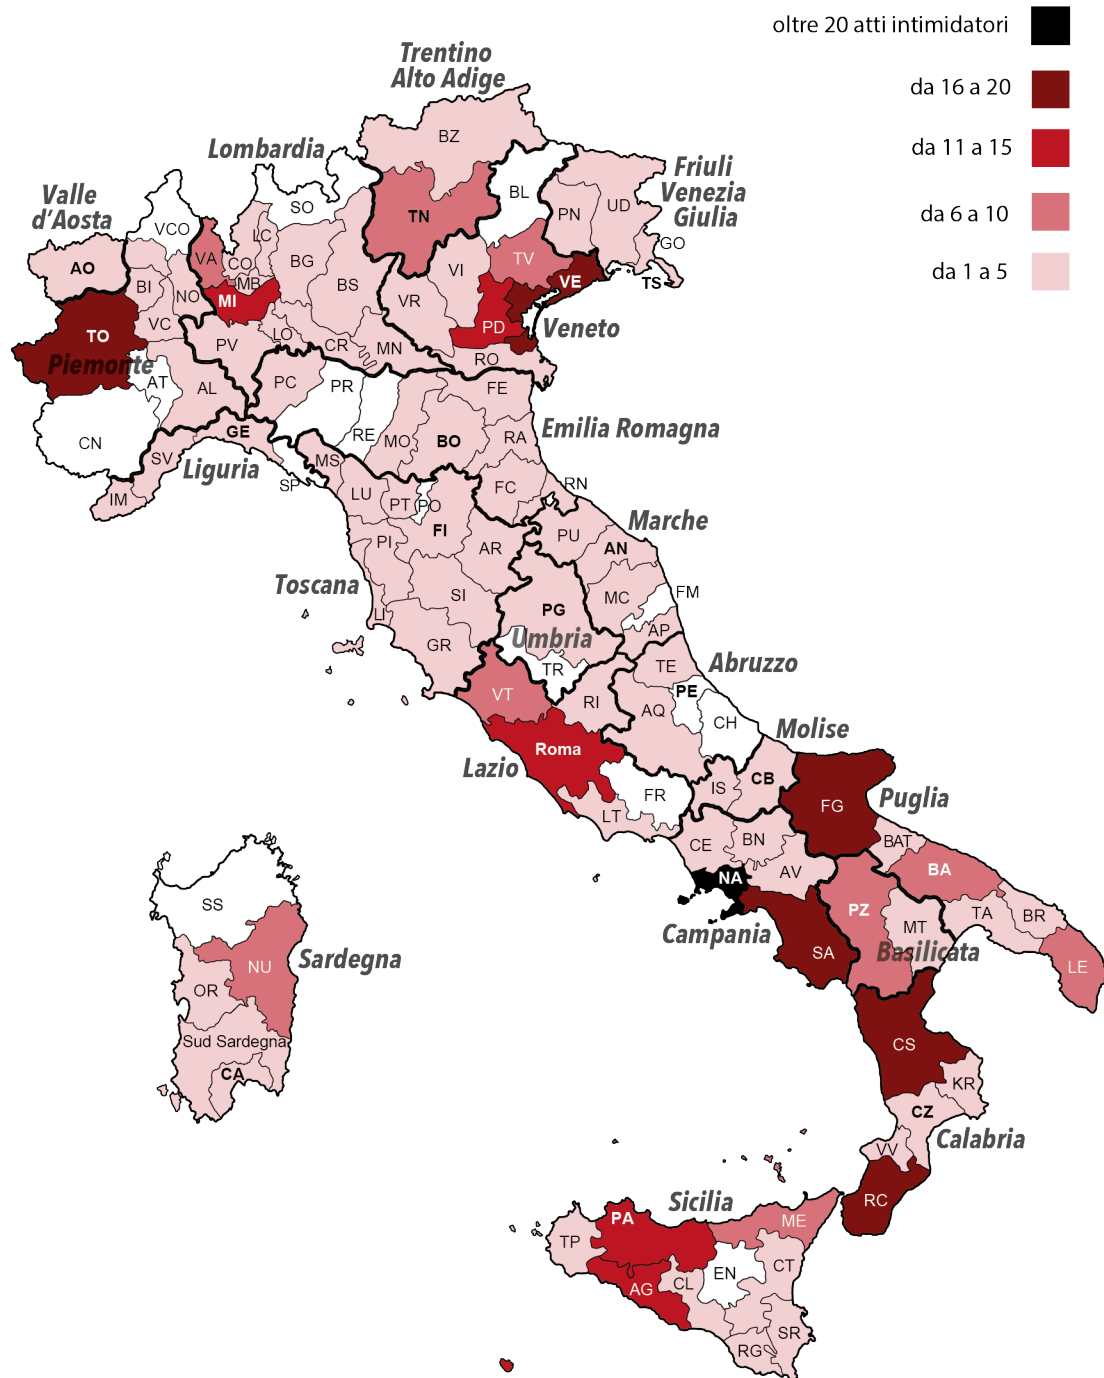 oltre 20 atti intimidatori
da 16 a 20
da 11 a 15
da 6 a 10
da 1 a 5
Trentino
Alto Adige
BZ
Lombardia
Friuli
Venezia
Giulia
Valle
d'Aosta
SO
BL
PN
UD
TN
VCO
LC
GO
AO
VA
CO
BG
TV
VI
BI
MB
BS
VE
TS
NO
MI
VR
VC
LO
PD
Veneto
TO
PV
CR
MN
RO
Piemonte
AT
AL
PC
PR
FE
CN
GE
RE
MO
BO
RA
Emilia Romagna
SV
Liguria
MS
SP
LU
PT
PO
FC
RN
IM
FI
PU
Marche
PI
AR
AN
Toscana
SI
MC
FM
LI
PG
AP
GR
Umbria
TR
TE
Abruzzo
VT
RI
AQ
PE
CH
Molise
Roma
Lazio
IS
CB
FR
LT
FG
Puglia
CE
BN
BAT
AV
BA
NA
SS
PZ
TA
BR
Campania
MT
Basilicata
SA
LE
Sardegna
NU
OR
Sud Sardegna
CA
CS
KR
CZ
Calabria
VV
RC
Sicilia
PA
ME
TP
EN
CT
AG
CL
SR
RG